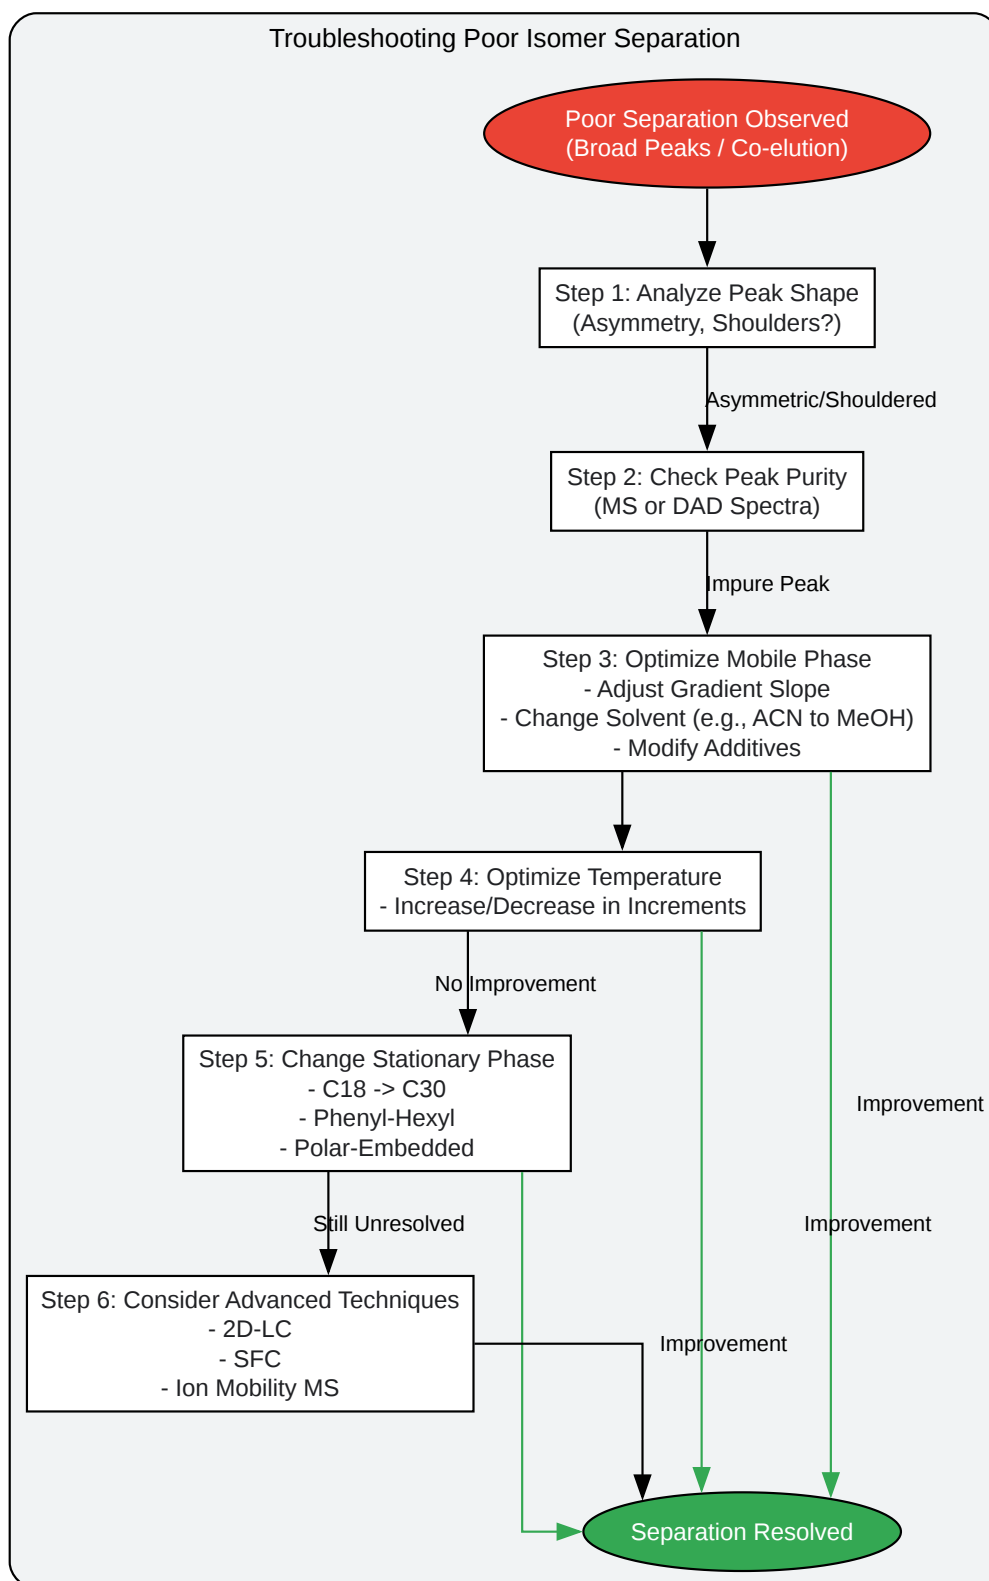 Troubleshooting Poor Isomer Separation
Poor Separation Observed
(Broad Peaks / Co-elution)
Step 1: Analyze Peak Shape
(Asymmetry, Shoulders?)
Asymmetric/Shouldered
Step 2: Check Peak Purity
(MS or DAD Spectra)
Impure Peak
Step 3: Optimize Mobile Phase
- Adjust Gradient Slope
- Change Solvent (e.g., ACN to MeOH)
- Modify Additives
Step 4: Optimize Temperature
- Increase/Decrease in Increments
No Improvement
Step 5: Change Stationary Phase
- C18 -> C30
- Phenyl-Hexyl
- Polar-Embedded
Improvement
Still Unresolved
Improvement
Step 6: Consider Advanced Techniques
- 2D-LC
- SFC
- Ion Mobility MS
Improvement
Separation Resolved